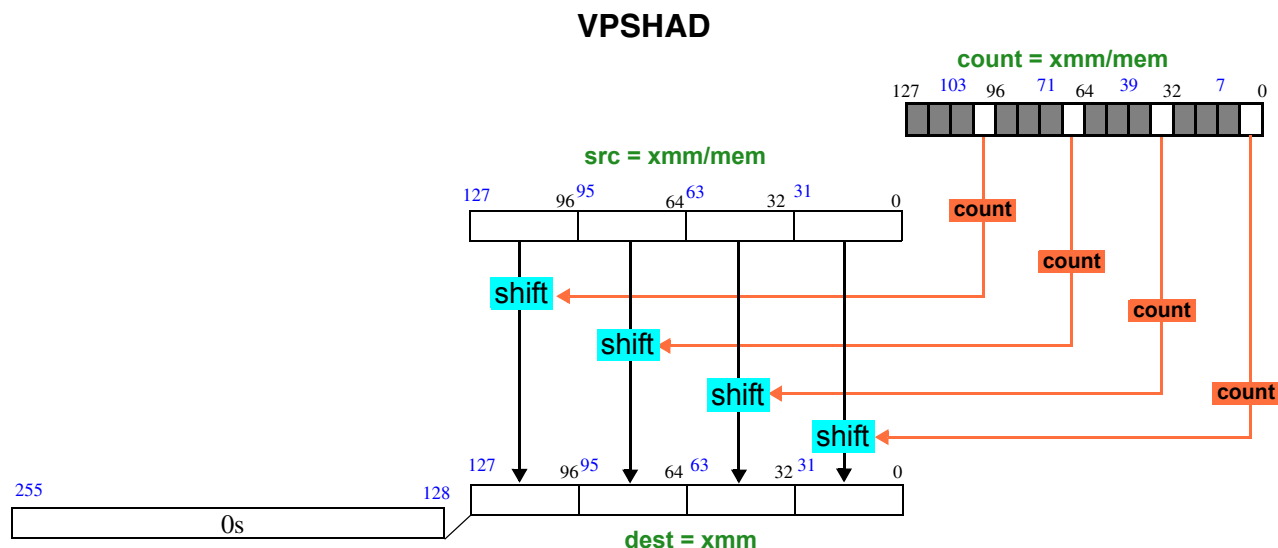 VPSHAD
count = xmm/mem
127 103 96 71 64 39 32 7 0
src = xmm/mem
127 96 95 64 63 32 31 0
count
shift
count
shift
count
shift
count
shift
127 96 95 64 63 32 31 0
255 128
0s
dest = xmm